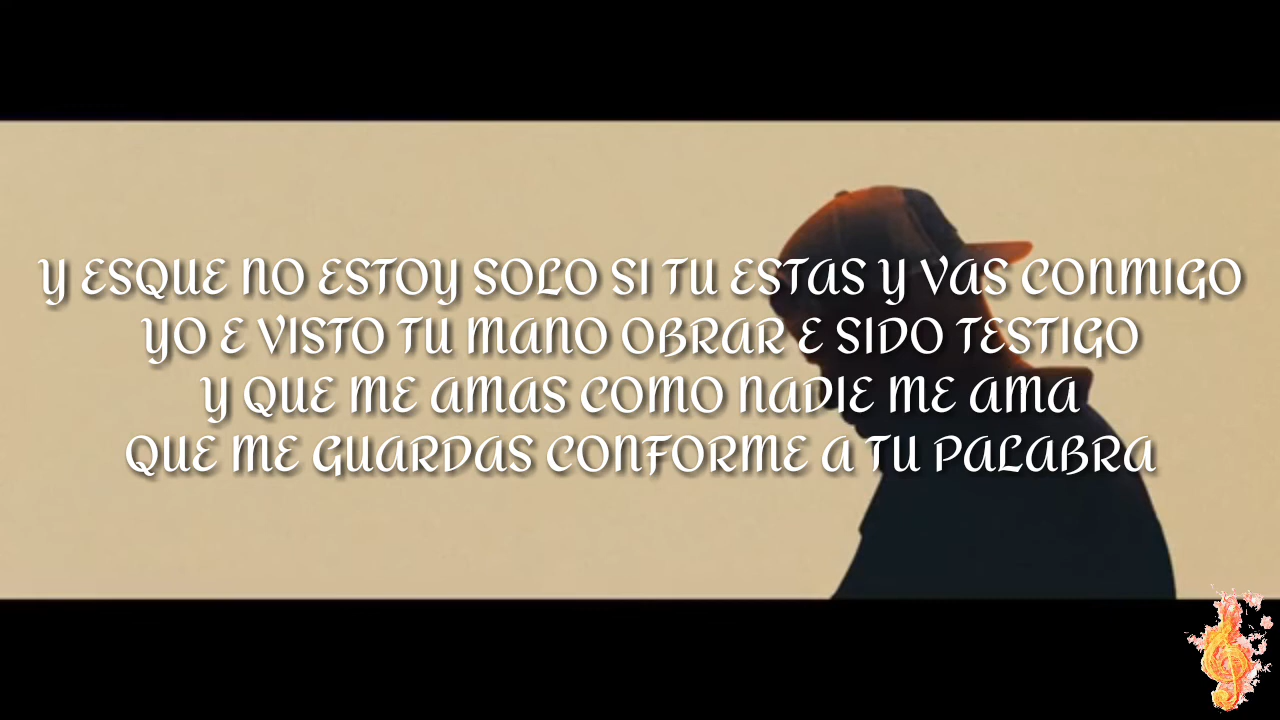 Y ESQUE NO ESTOY SOLO SI TU ESTAS Y VAS CONMIGO
YO E VISTO TU MANO OBRAR E SIDO TESTIGO
Y QUE ME AMAS COMO NADIE ME AMA
QUE ME GUARDAS CONFORME A TU PALABRA